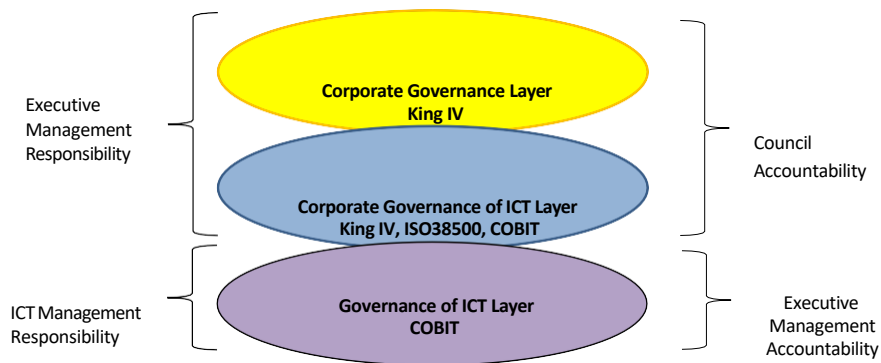 Corporate Governance Layer
King IV
Executive
Management
Responsibility
Council
Accountability
Corporate Governance of ICT Layer
King IV, ISO38500, COBIT
ICT Management
Responsibility
Governance of ICT Layer
COBIT
Executive
Management
Accountability